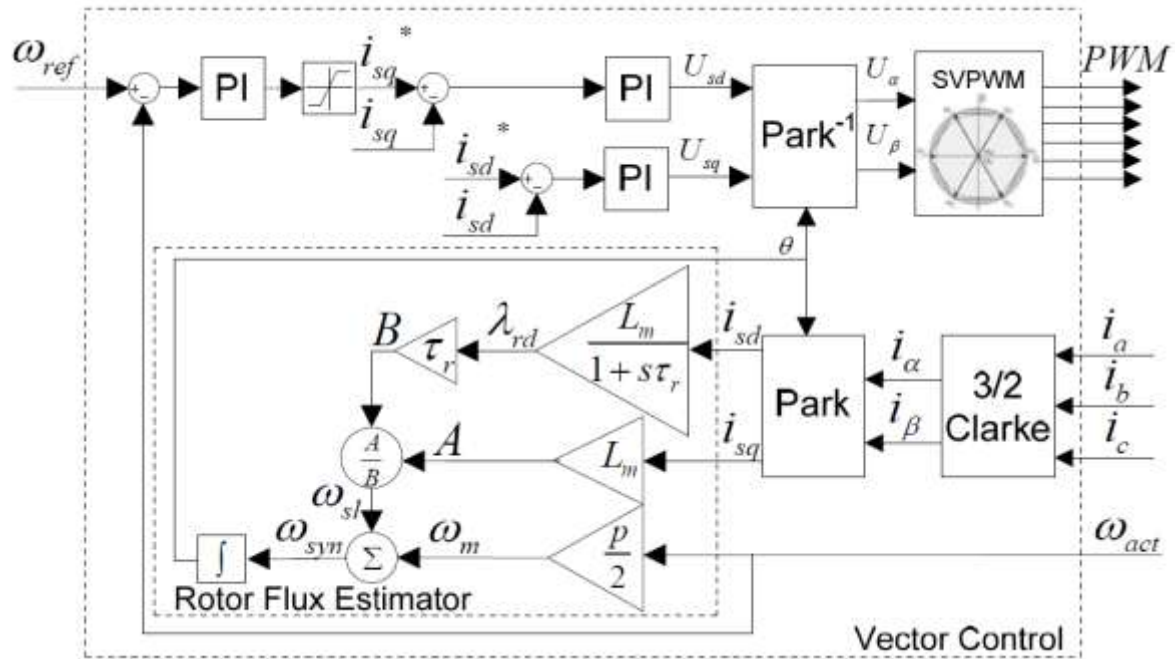 ω_ref
+
−
PI
i_sq*
i_sq
+
−
PI
U_sd
i_sd*
i_sd
+
−
PI
U_sq
Park⁻¹
U_α
U_β
SVPWM
PWM
θ
B
τ_r
λ_rd
L_m
1 + sτ_r
i_sd
A
B
A
L_m
i_sq
Park
i_α
i_β
3/2
Clarke
i_a
i_b
i_c
ω_sl
∫
ω_syn
Σ
ω_m
p
2
ω_act
Rotor Flux Estimator
Vector Control